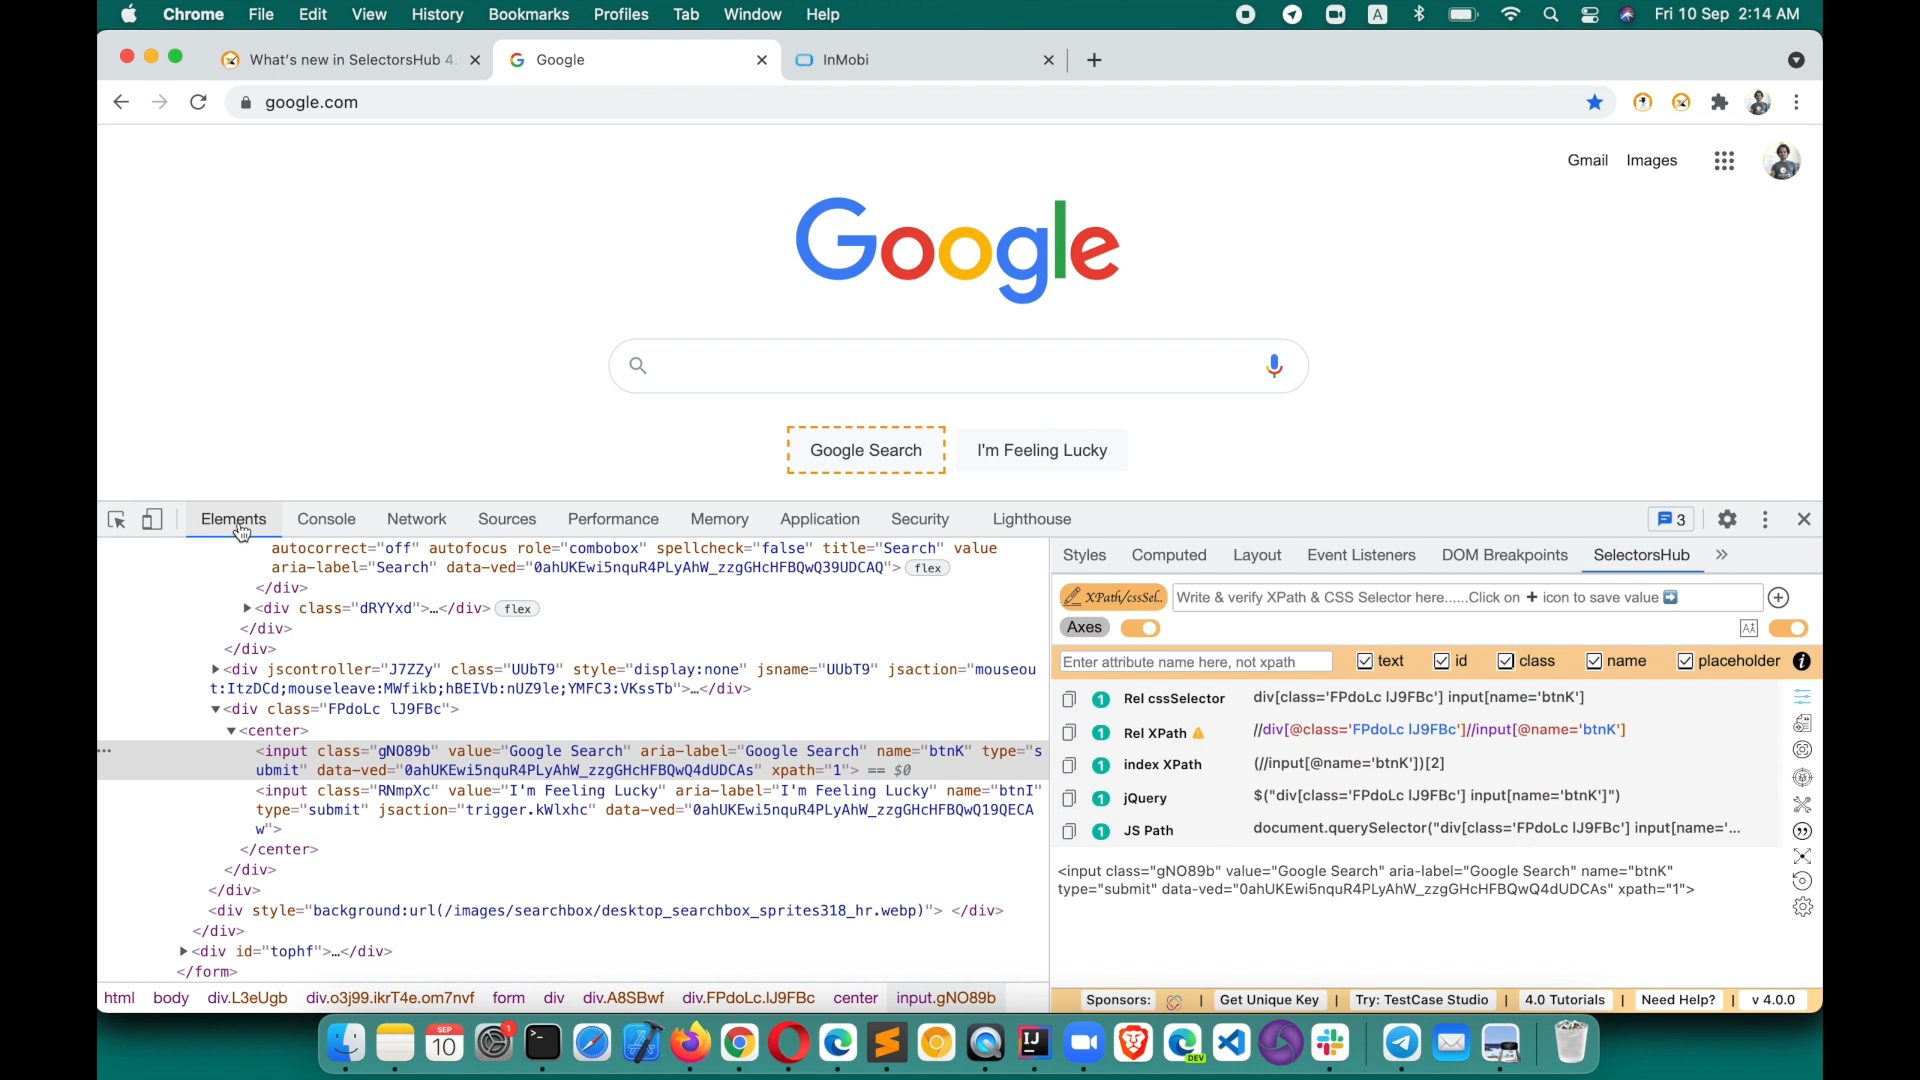 Chrome File Edit View History Bookmarks Profiles Tab Window Help A Fri 10 Sep 2:14 AM
What's new in SelectorsHub 4. Google InMobi
google.com
Gmail Images
Google
Google Search I'm Feeling Lucky
Elements Console Network Sources Performance Memory Application Security Lighthouse 3
autocorrect="off" autofocus role="combobox" spellcheck="false" title="Search" value
aria-label="Search" data-ved="0ahUKEwi5nquR4PLyAhW_zzgGHcHFBQwQ39UDCAQ"> flex
</div>
<div class="dRYYxd">…</div> flex
</div>
</div>
<div jscontroller="J7ZZy" class="UUbT9" style="display:none" jsname="UUbT9" jsaction="mouseou
t:ItzDCd;mouseleave:MWfikb;hBEIVb:nUZ9le;YMFC3:VKssTb">…</div>
<div class="FPdoLc lJ9FBc">
<center>
<input class="gNO89b" value="Google Search" aria-label="Google Search" name="btnK" type="s
ubmit" data-ved="0ahUKEwi5nquR4PLyAhW_zzgGHcHFBQwQ4dUDCAs" xpath="1"> == $0
<input class="RNmpXc" value="I'm Feeling Lucky" aria-label="I'm Feeling Lucky" name="btnI"
type="submit" jsaction="trigger.kWlxhc" data-ved="0ahUKEwi5nquR4PLyAhW_zzgGHcHFBQwQ19QECA
w">
</center>
</div>
</div>
<div style="background:url(/images/searchbox/desktop_searchbox_sprites318_hr.webp)"> </div>
</div>
<div id="tophf">…</div>
</form>
html body div.L3eUgb div.o3j99.ikrT4e.om7nvf form div div.A8SBwf div.FPdoLc.lJ9FBc center input.gNO89b
Styles Computed Layout Event Listeners DOM Breakpoints SelectorsHub »
XPath/cssSel.. Write & verify XPath & CSS Selector here......Click on + icon to save value
Axes
Enter attribute name here, not xpath text id class name placeholder i
1 Rel cssSelector div[class='FPdoLc lJ9FBc'] input[name='btnK']
1 Rel XPath //div[@class='FPdoLc lJ9FBc']//input[@name='btnK']
1 index XPath (//input[@name='btnK'])[2]
1 jQuery $("div[class='FPdoLc lJ9FBc'] input[name='btnK']")
1 JS Path document.querySelector("div[class='FPdoLc lJ9FBc'] input[name='...
<input class="gNO89b" value="Google Search" aria-label="Google Search" name="btnK"
type="submit" data-ved="0ahUKEwi5nquR4PLyAhW_zzgGHcHFBQwQ4dUDCAs" xpath="1">
Sponsors: | Get Unique Key | Try: TestCase Studio | 4.0 Tutorials | Need Help? | v 4.0.0
SEP 10 1 >_ IJ DEV